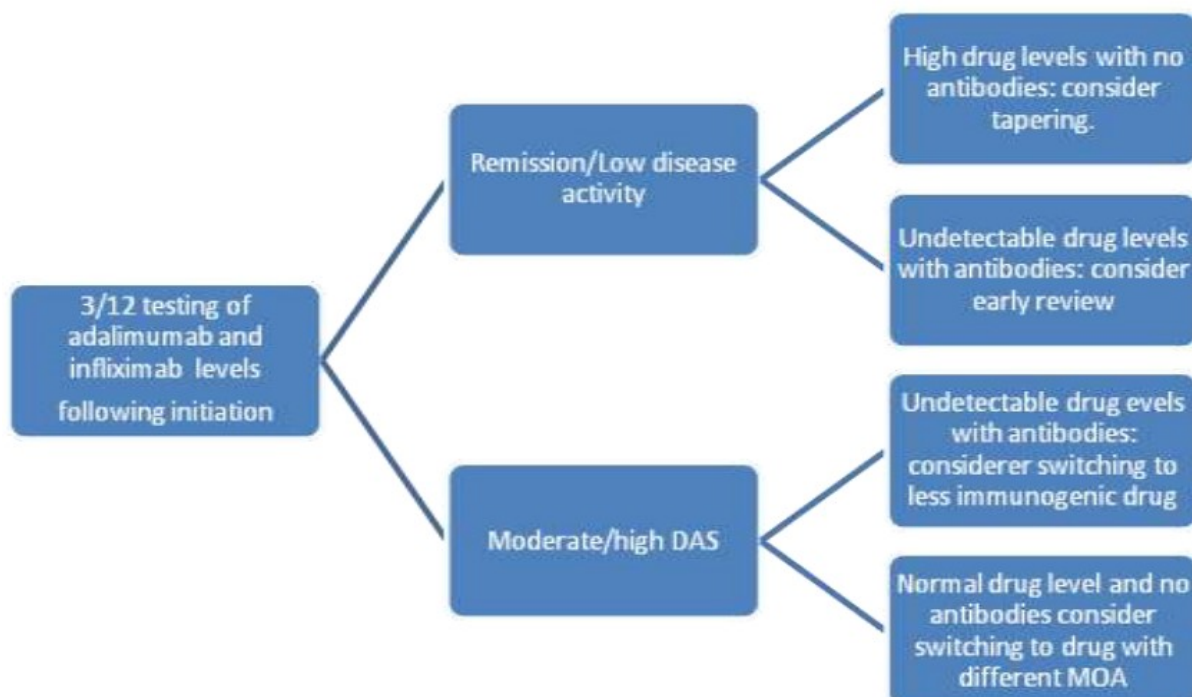 3/12 testing of
adalimumab and
infliximab levels
following initiation
Remission/Low disease
activity
Moderate/high DAS
High drug levels with no
antibodies: consider
tapering.
Undetectable drug levels
with antibodies: consider
early review
Undetectable drug evels
with antibodies:
considerer switching to
less immunogenic drug
Normal drug level and no
antibodies consider
switching to drug with
different MOA